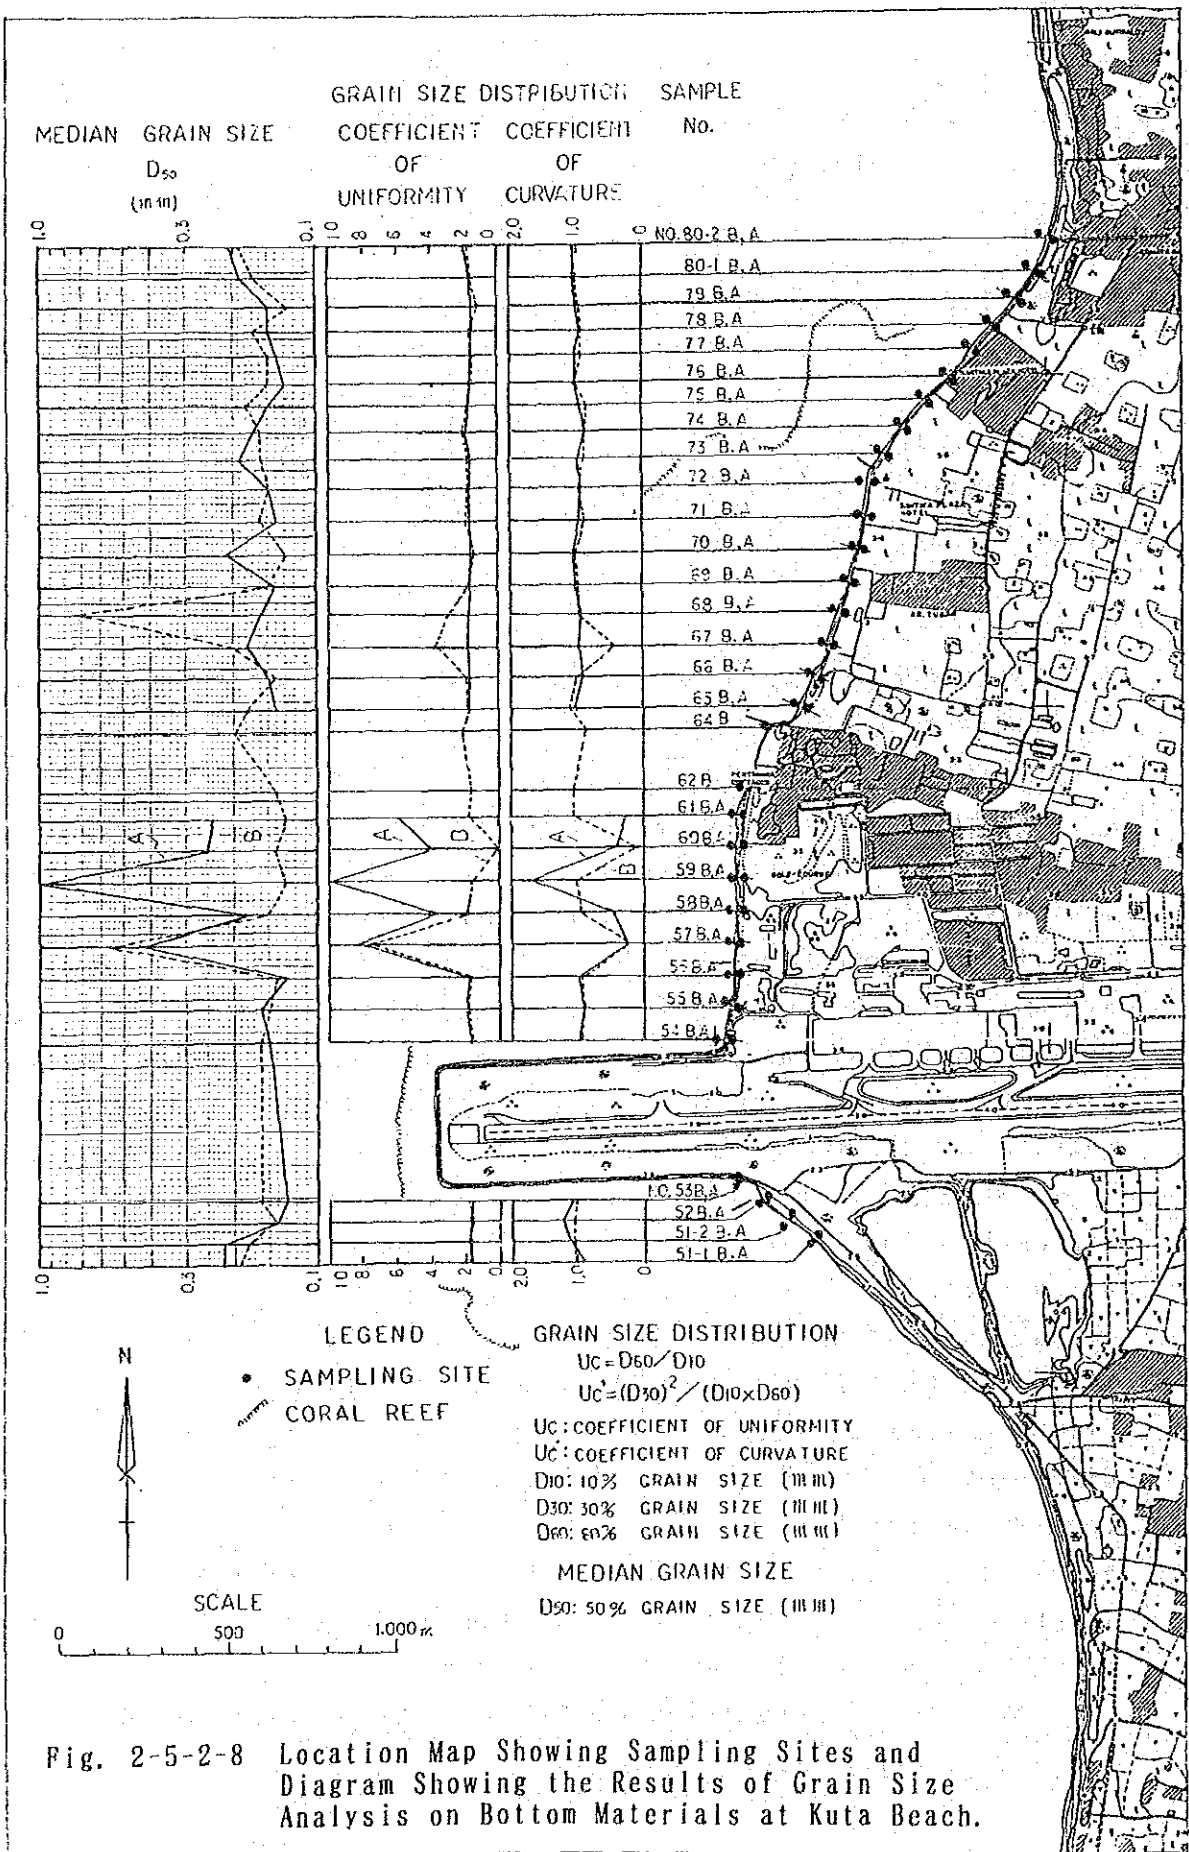 GRAIN SIZE DISTRIBUTION SAMPLE
MEDIAN GRAIN SIZE COEFFICIENT COEFFICIENT No.
D50 OF OF
(mm) UNIFORMITY CURVATURE
1.0 0.3 0.1 10 8 6 4 2 0 2.0 1.0 0
NO.80-2 B,A
80-1 B,A
79 B,A
78 B,A
77 B,A
76 B,A
75 B,A
74 B,A
73 B,A
72 B,A
71 B,A
70 B,A
69 B,A
68 B,A
67 B,A
66 B,A
65 B,A
64 B
62 B
61 B,A
60 B,A
59 B,A
58 B,A
57 B,A
56 B,A
55 B,A
54 B,A
A B A B A B
GOLF COURSE
NO.53B,A
52B,A
51-2 B,A
51-1 B,A
1.0 0.3 0.1 10 8 6 4 2 0 2.0 1.0 0
LEGEND
SAMPLING SITE
CORAL REEF
GRAIN SIZE DISTRIBUTION
Uc=D60/D10
Uc'=(D30)²/(D10xD60)
Uc:COEFFICIENT OF UNIFORMITY
Uc':COEFFICIENT OF CURVATURE
D10: 10% GRAIN SIZE (mm)
D30: 30% GRAIN SIZE (mm)
D60: 60% GRAIN SIZE (mm)
MEDIAN GRAIN SIZE
D50: 50% GRAIN SIZE (mm)
N
SCALE
0 500 1.000 m
Fig. 2-5-2-8 Location Map Showing Sampling Sites and
Diagram Showing the Results of Grain Size
Analysis on Bottom Materials at Kuta Beach.